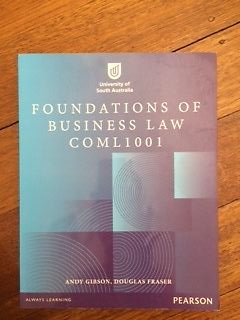 University of
South Australia
FOUNDATIONS OF
BUSINESS LAW
COML1001
ANDY GIBSON, DOUGLAS FRASER
ALWAYS LEARNING
PEARSON